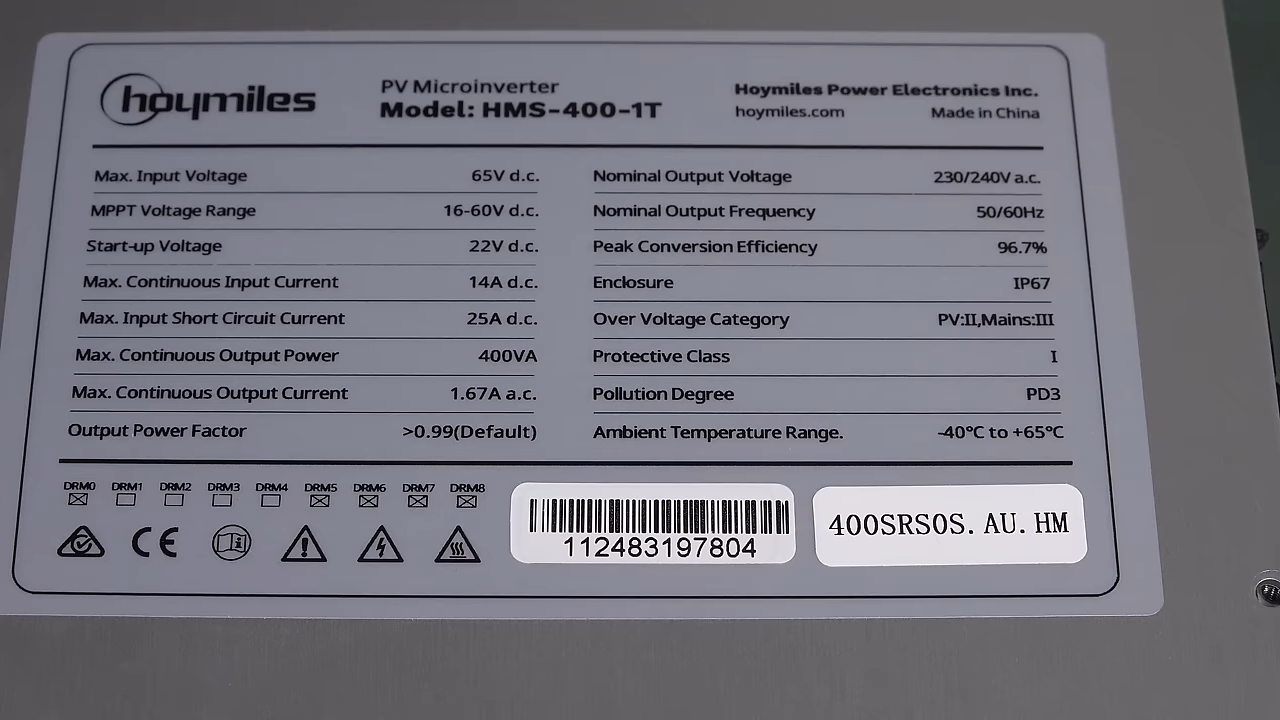 hoymiles
PV Microinverter
Model: HMS-400-1T
Hoymiles Power Electronics Inc.
hoymiles.com Made in China
Max. Input Voltage 65V d.c.
MPPT Voltage Range 16-60V d.c.
Start-up Voltage 22V d.c.
Max. Continuous Input Current 14A d.c.
Max. Input Short Circuit Current 25A d.c.
Max. Continuous Output Power 400VA
Max. Continuous Output Current 1.67A a.c.
Output Power Factor >0.99(Default)
Nominal Output Voltage 230/240V a.c.
Nominal Output Frequency 50/60Hz
Peak Conversion Efficiency 96.7%
Enclosure IP67
Over Voltage Category PV:II,Mains:III
Protective Class I
Pollution Degree PD3
Ambient Temperature Range. -40℃ to +65℃
DRM0 DRM1 DRM2 DRM3 DRM4 DRM5 DRM6 DRM7 DRM8
CE
112483197804
400SRS0S.AU.HM